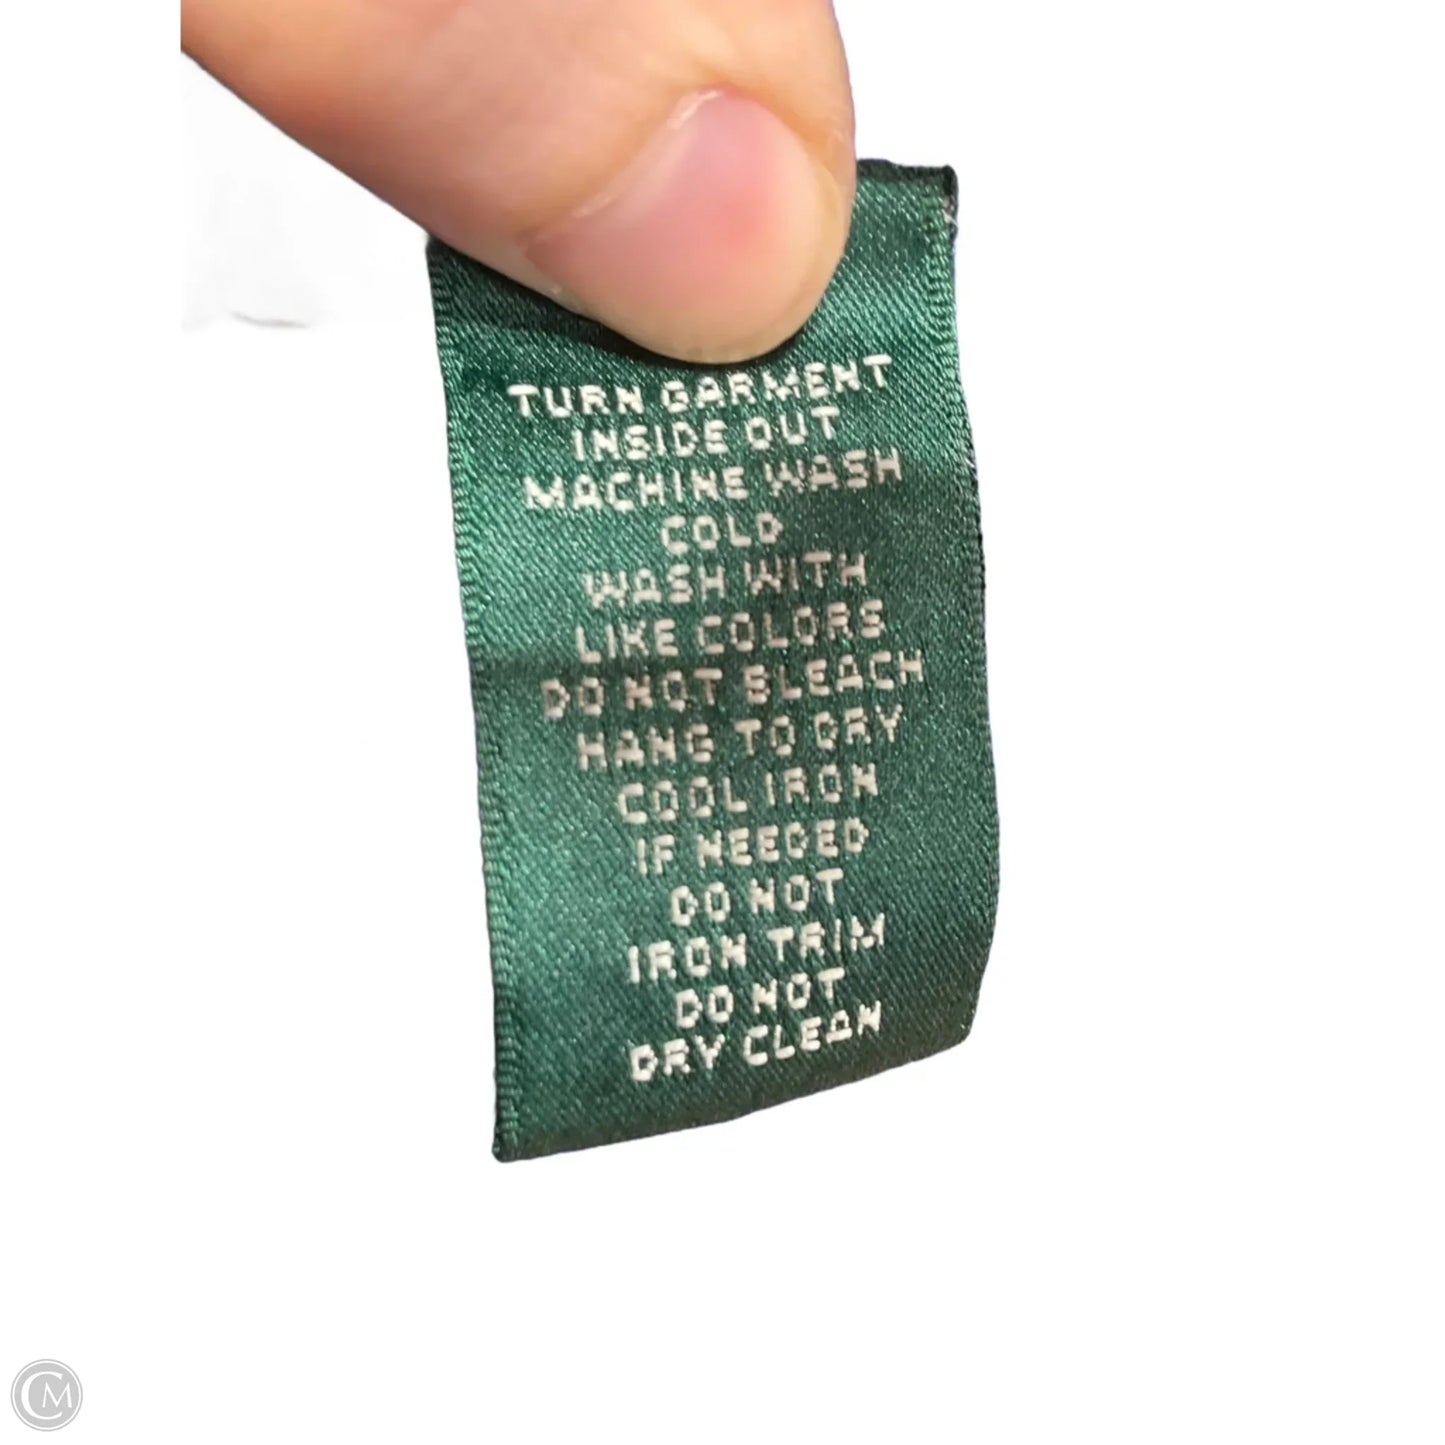 TURN GARMENT
INSIDE OUT
MACHINE WASH
COLD
WASH WITH
LIKE COLORS
DO NOT BLEACH
HANG TO DRY
COOL IRON
IF NEEDED
DO NOT
IRON TRIM
DO NOT
DRY CLEAN
CM